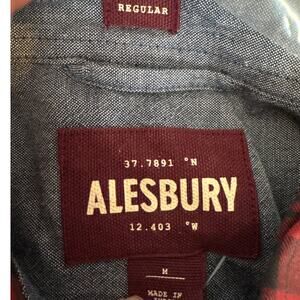 REGULAR
37.7891 °N
ALESBURY
12.403 °W
M
MADE IN